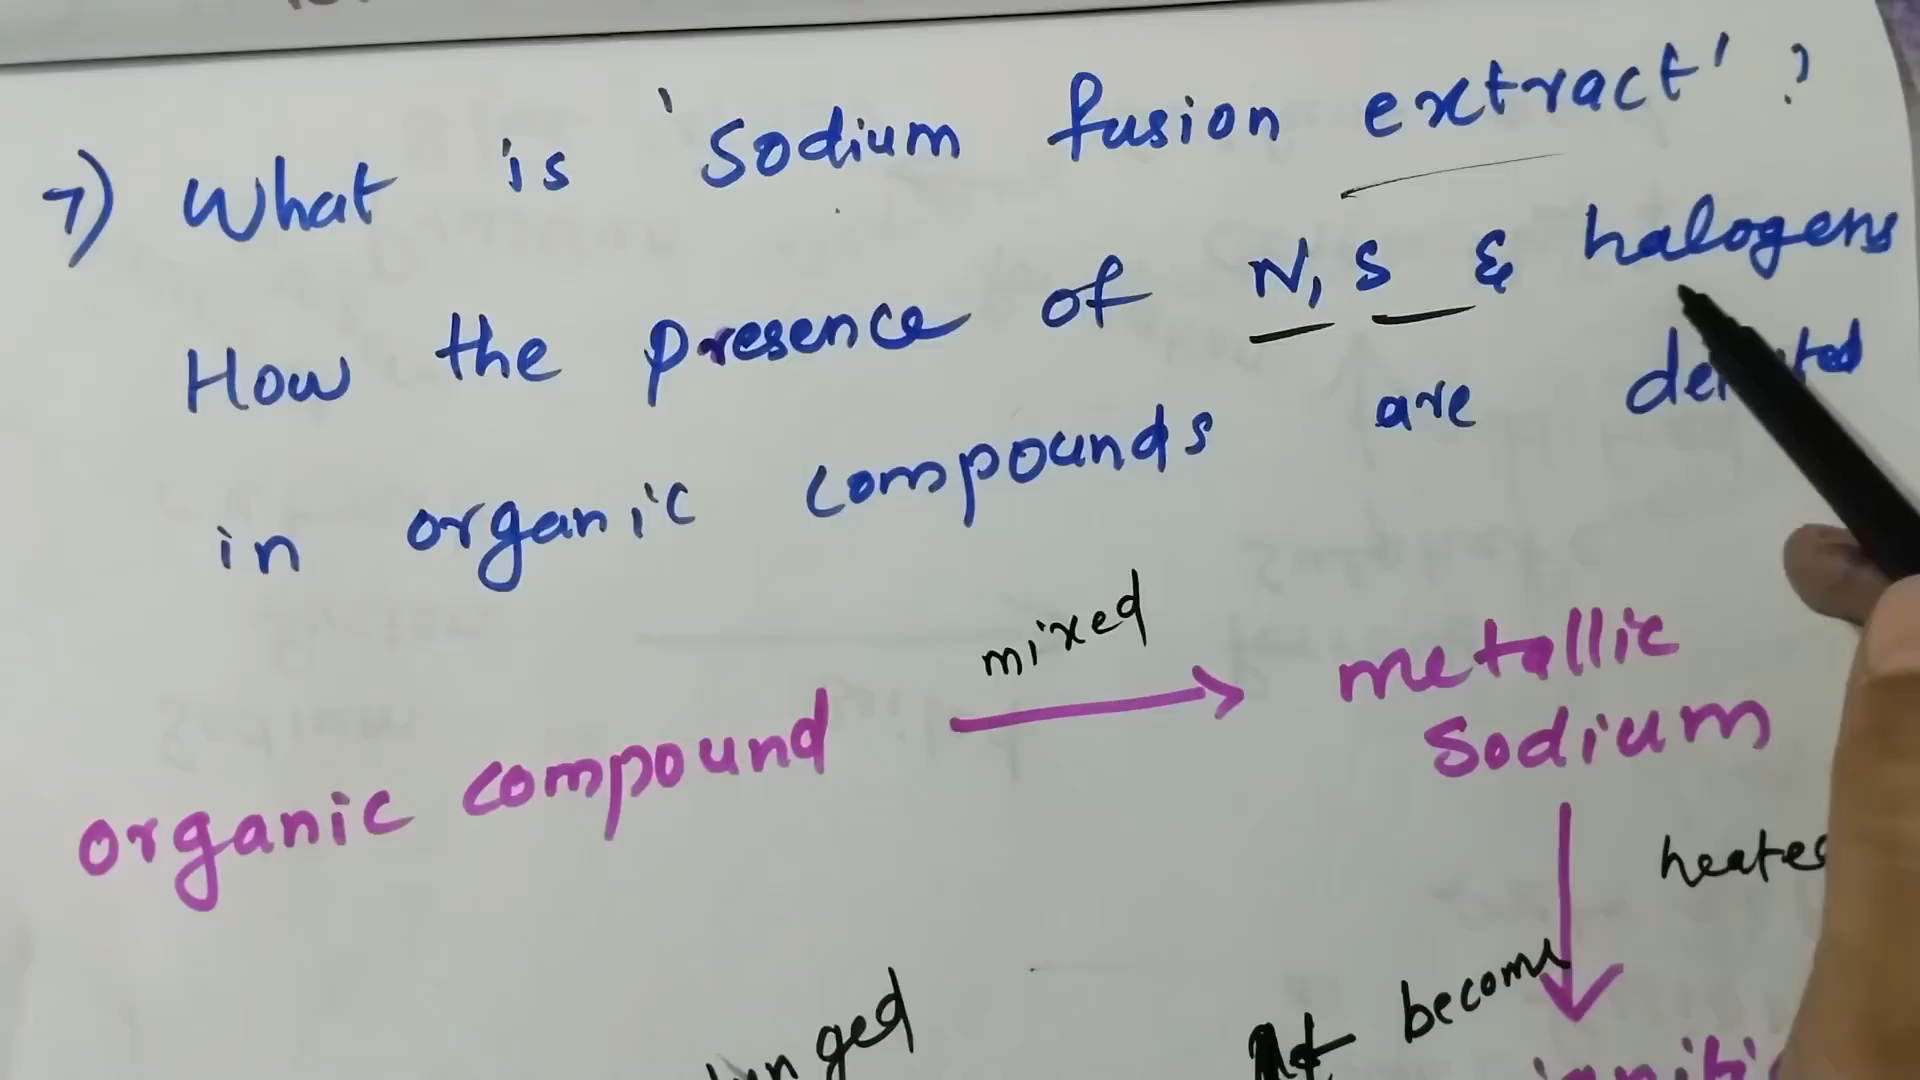 7) What is 'Sodium fusion extract' ?
How the presence of N, S & halogens
in organic compounds are
mixed
organic compound → metallic
Sodium
become